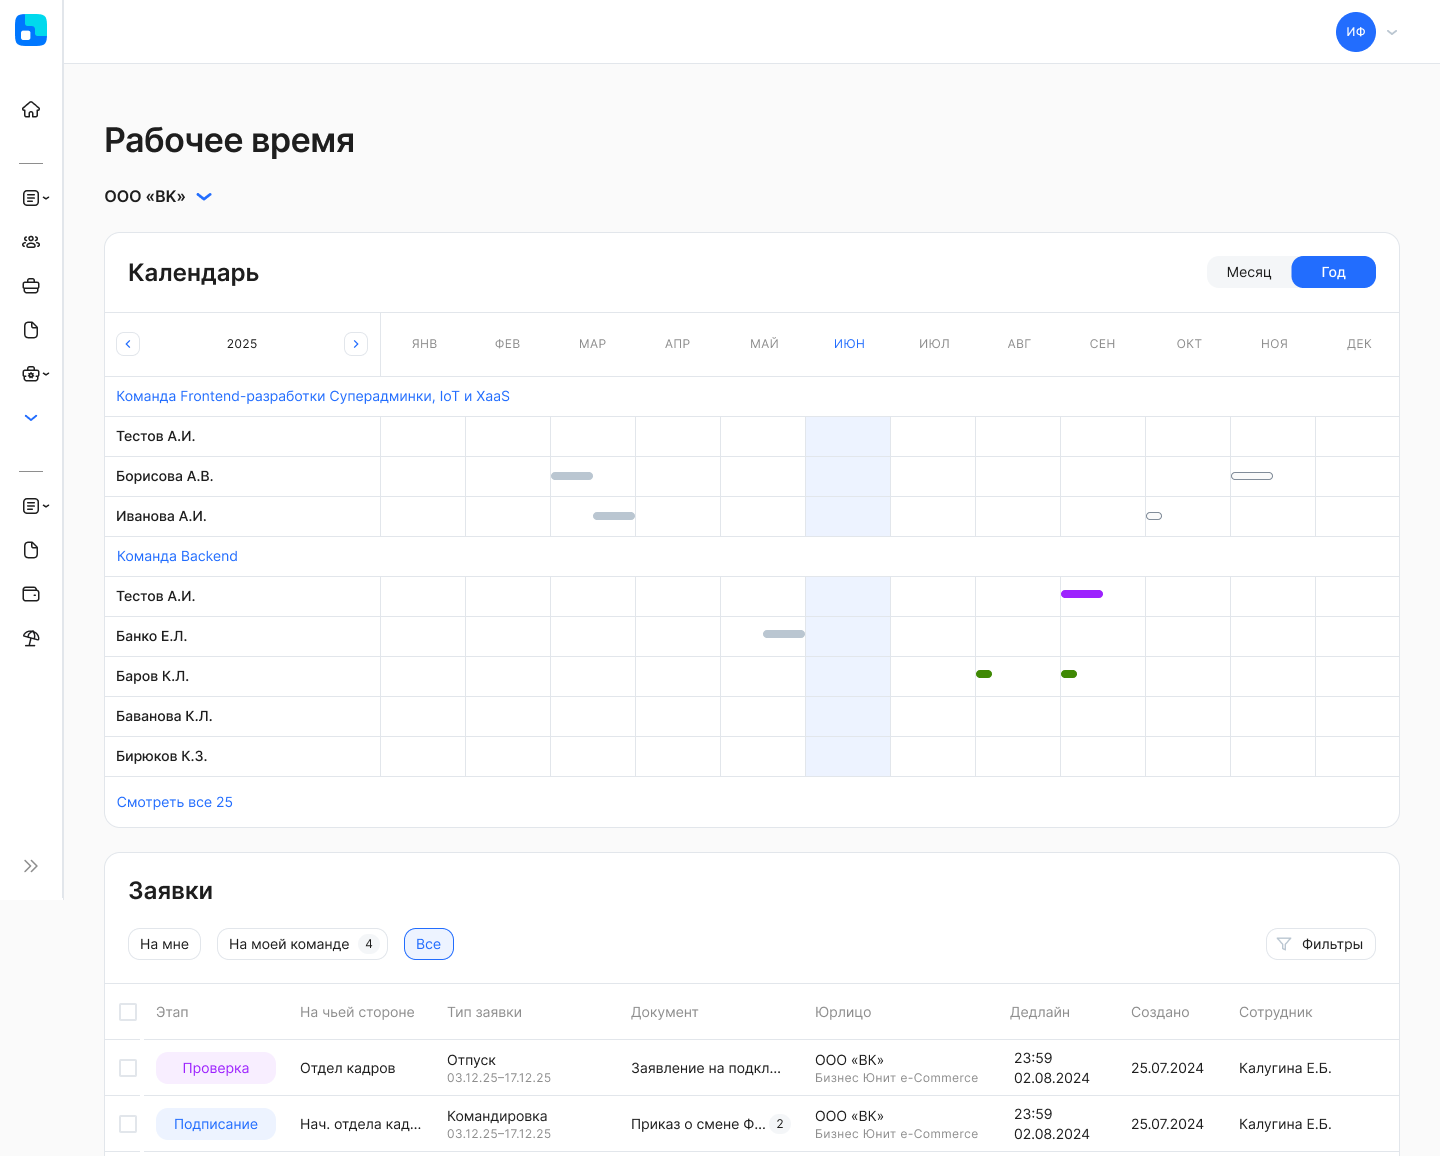 ИФ
Рабочее время
ООО «ВК»
Календарь
Месяц Год
2025 ЯНВ ФЕВ МАР АПР МАЙ ИЮН ИЮЛ АВГ СЕН ОКТ НОЯ ДЕК
Команда Frontend-разработки Суперадминки, IoT и XaaS
Тестов А.И.
Борисова А.В.
Иванова А.И.
Команда Backend
Тестов А.И.
Банко Е.Л.
Баров К.Л.
Баванова К.Л.
Бирюков К.З.
Смотреть все 25
Заявки
На мне На моей команде 4 Все Фильтры
Этап На чьей стороне Тип заявки Документ Юрлицо Дедлайн Создано Сотрудник
Проверка Отдел кадров Отпуск Заявление на подкл... ООО «ВК» 23:59 25.07.2024 Калугина Е.Б.
03.12.25–17.12.25 Бизнес Юнит e-Commerce 02.08.2024
Подписание Нач. отдела кад... Командировка Приказ о смене Ф... 2 ООО «ВК» 23:59 25.07.2024 Калугина Е.Б.
03.12.25–17.12.25 Бизнес Юнит e-Commerce 02.08.2024